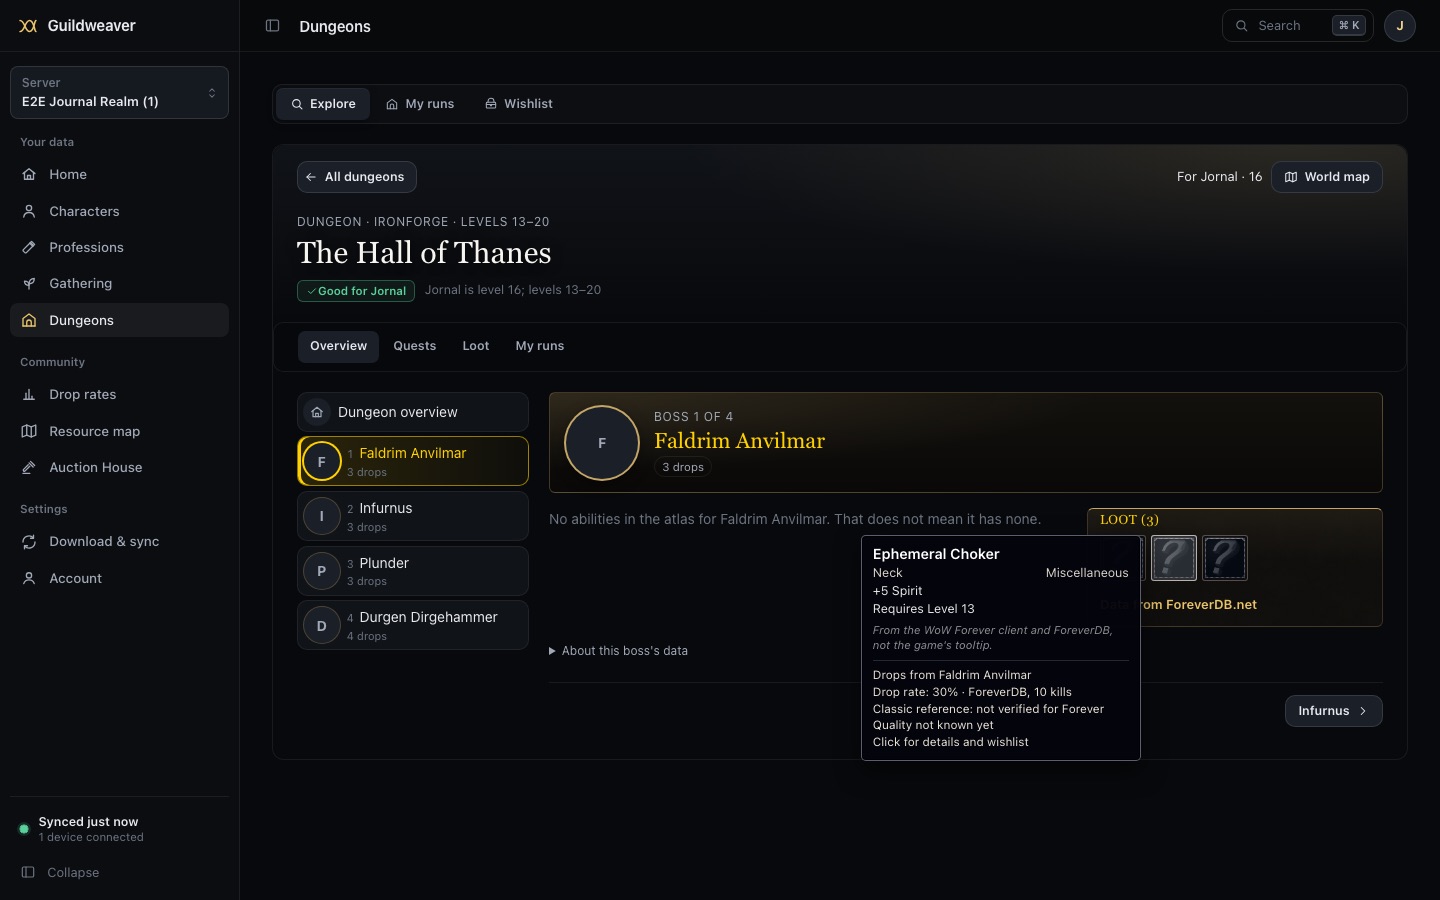 Guildweaver
Dungeons
Search
⌘ K
J
Server
E2E Journal Realm (1)
Your data
Home
Characters
Professions
Gathering
Dungeons
Community
Drop rates
Resource map
Auction House
Settings
Download & sync
Account
Synced just now
1 device connected
Collapse
Explore
My runs
Wishlist
All dungeons
For Jornal · 16
World map
DUNGEON · IRONFORGE · LEVELS 13–20
The Hall of Thanes
Good for Jornal
Jornal is level 16; levels 13–20
Overview
Quests
Loot
My runs
Dungeon overview
F
1 Faldrim Anvilmar
3 drops
I
2 Infurnus
3 drops
P
3 Plunder
3 drops
D
4 Durgen Dirgehammer
4 drops
F
BOSS 1 OF 4
Faldrim Anvilmar
3 drops
No abilities in the atlas for Faldrim Anvilmar. That does not mean it has none.
LOOT (3)
from ForeverDB.net
Ephemeral Choker
Neck
Miscellaneous
+5 Spirit
Requires Level 13
From the WoW Forever client and ForeverDB,
not the game's tooltip.
Drops from Faldrim Anvilmar
Drop rate: 30% · ForeverDB, 10 kills
Classic reference: not verified for Forever
Quality not known yet
Click for details and wishlist
About this boss's data
Infurnus